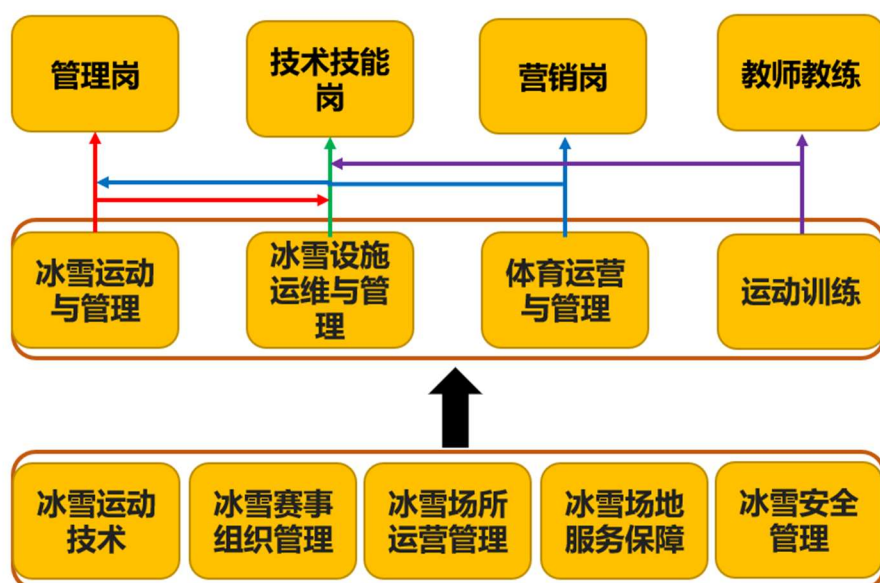 管理岗
技术技能
岗
营销岗
教师教练
冰雪运动
与管理
冰雪设施
运维与管
理
体育运营
与管理
运动训练
冰雪运动
技术
冰雪赛事
组织管理
冰雪场所
运营管理
冰雪场地
服务保障
冰雪安全
管理